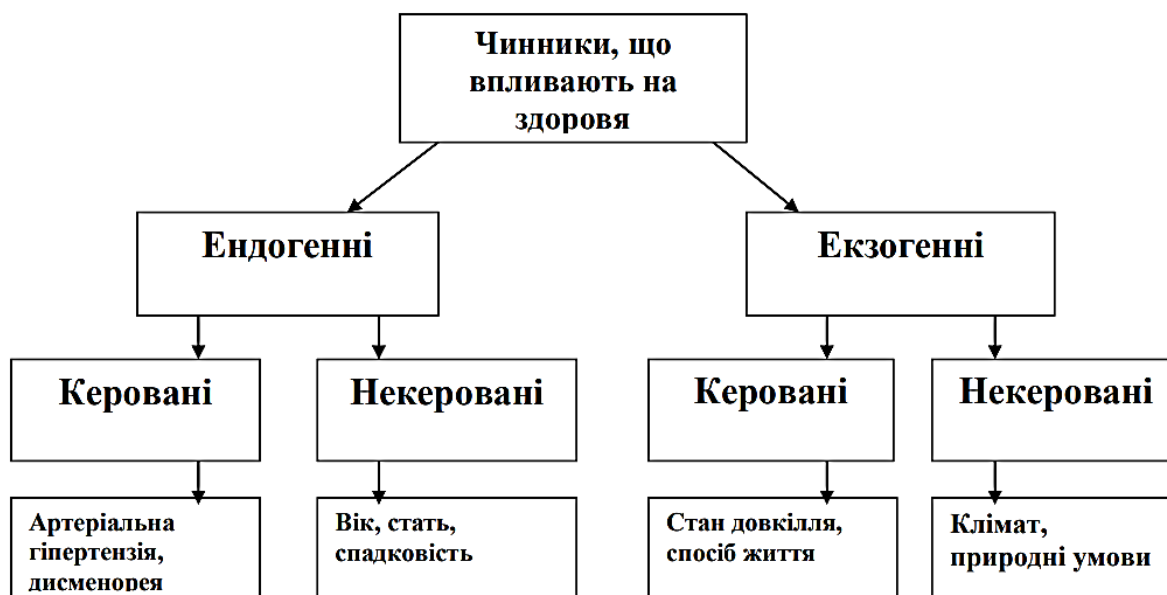 Чинники, що
впливають на
здоровя
Ендогенні
Екзогенні
Керовані
Некеровані
Керовані
Некеровані
Артеріальна
гіпертензія,
дисменорея
Вік, стать,
спадковість
Стан довкілля,
спосіб життя
Клімат,
природні умови